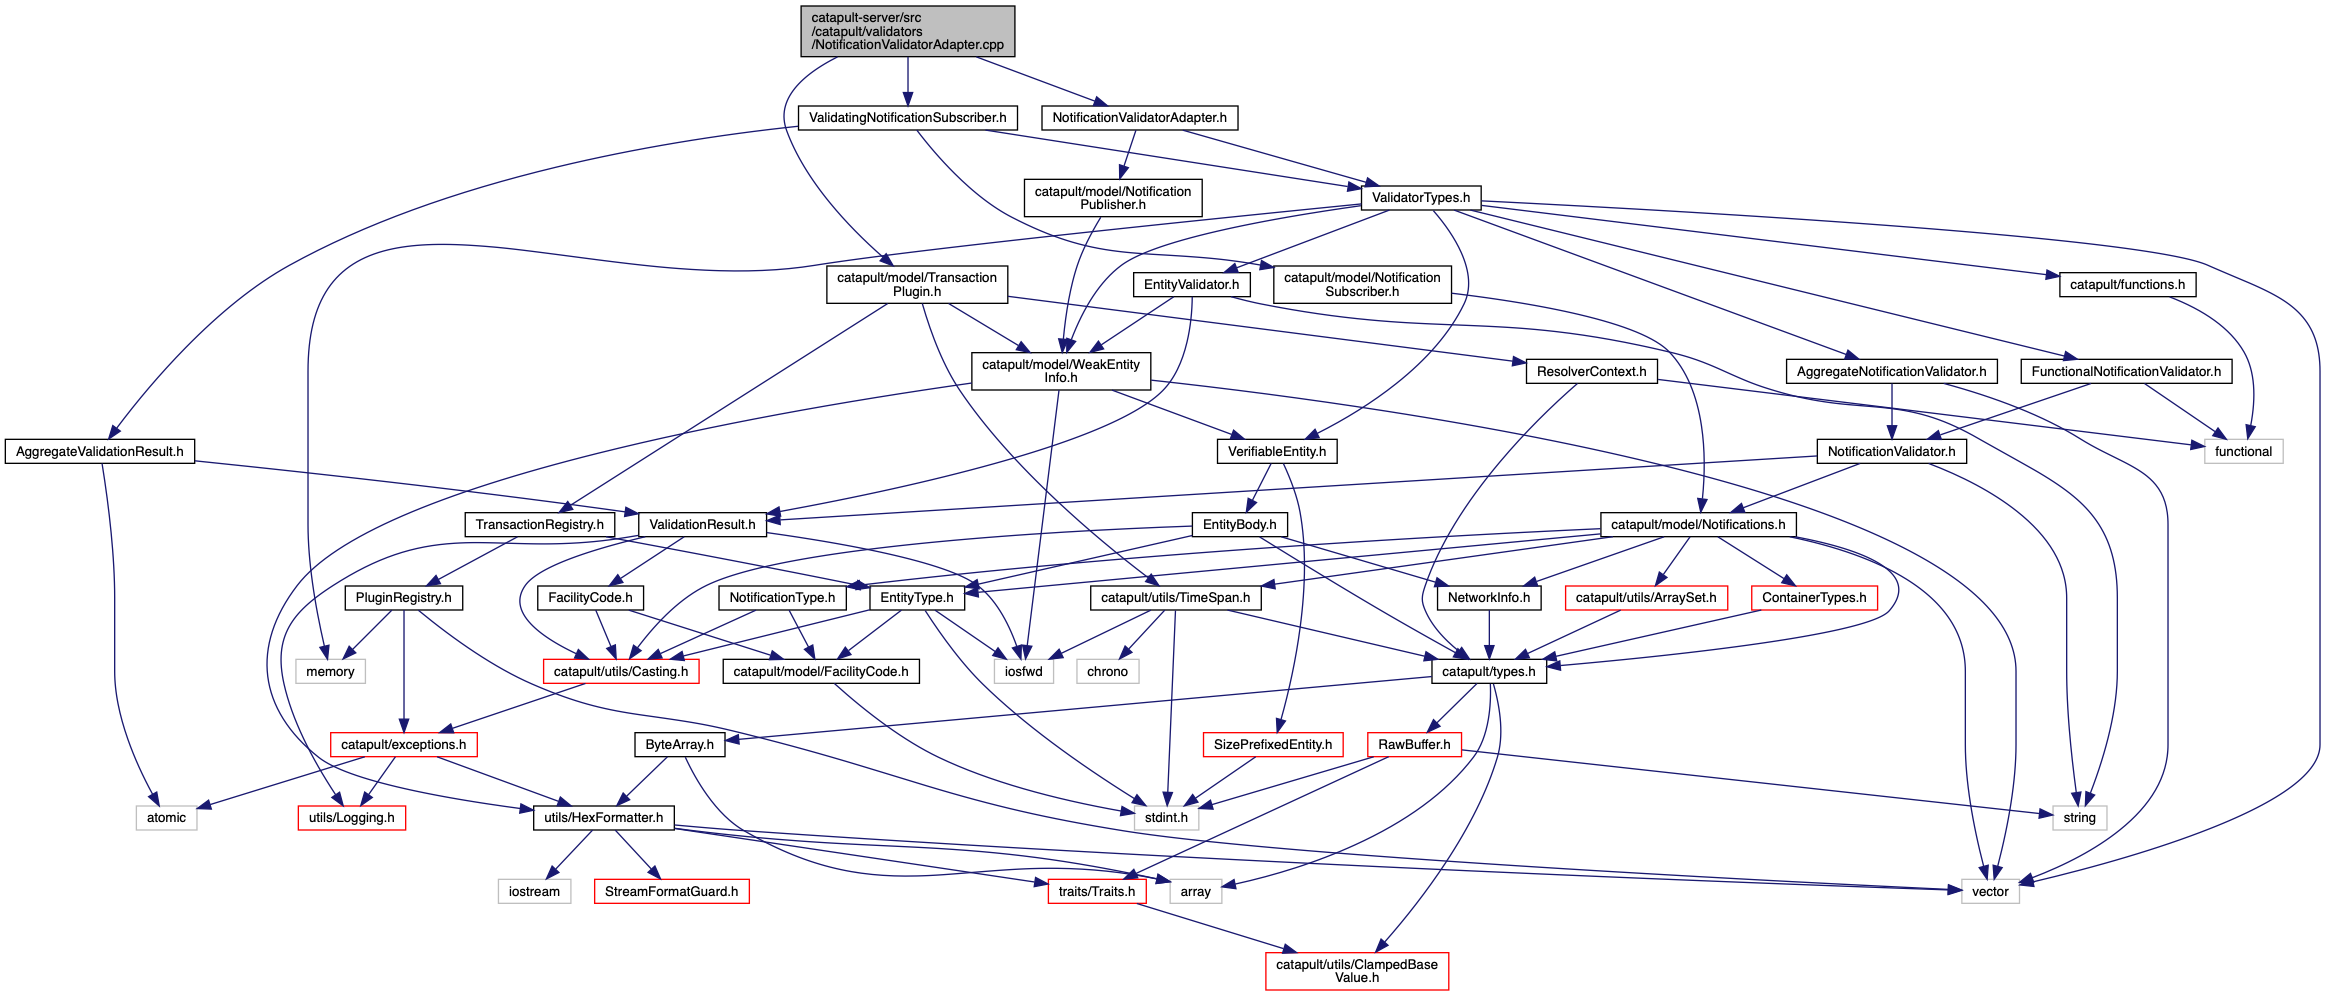 catapult-server/src
/catapult/validators
/NotificationValidatorAdapter.cpp
ValidatingNotificationSubscriber.h
NotificationValidatorAdapter.h
catapult/model/Notification
Publisher.h
ValidatorTypes.h
catapult/model/Transaction
Plugin.h
EntityValidator.h
catapult/model/Notification
Subscriber.h
catapult/functions.h
catapult/model/WeakEntity
Info.h
ResolverContext.h
AggregateNotificationValidator.h
FunctionalNotificationValidator.h
AggregateValidationResult.h
VerifiableEntity.h
NotificationValidator.h
functional
TransactionRegistry.h
ValidationResult.h
EntityBody.h
catapult/model/Notifications.h
PluginRegistry.h
FacilityCode.h
NotificationType.h
EntityType.h
catapult/utils/TimeSpan.h
NetworkInfo.h
catapult/utils/ArraySet.h
ContainerTypes.h
memory
catapult/utils/Casting.h
catapult/model/FacilityCode.h
iosfwd
chrono
catapult/types.h
catapult/exceptions.h
ByteArray.h
SizePrefixedEntity.h
RawBuffer.h
atomic
utils/Logging.h
utils/HexFormatter.h
stdint.h
string
iostream
StreamFormatGuard.h
traits/Traits.h
array
vector
catapult/utils/ClampedBase
Value.h